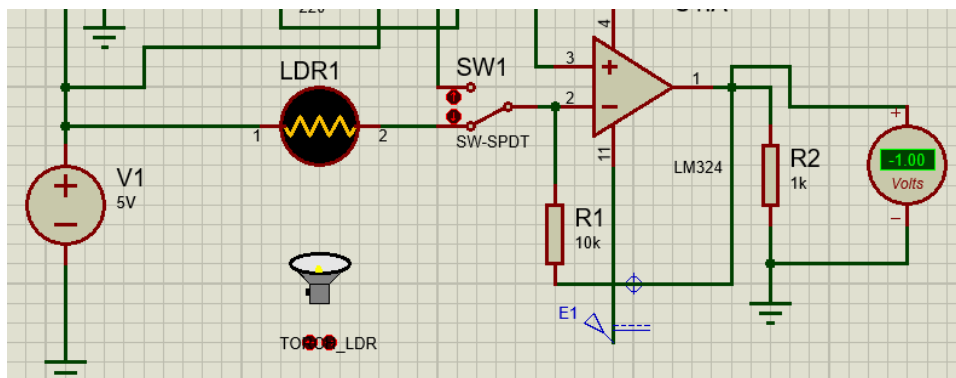 220
4
LDR1
SW1
3
1
2
1
2
SW-SPDT
11
LM324
R2
1k
-1.00
Volts
V1
5V
R1
10k
E1